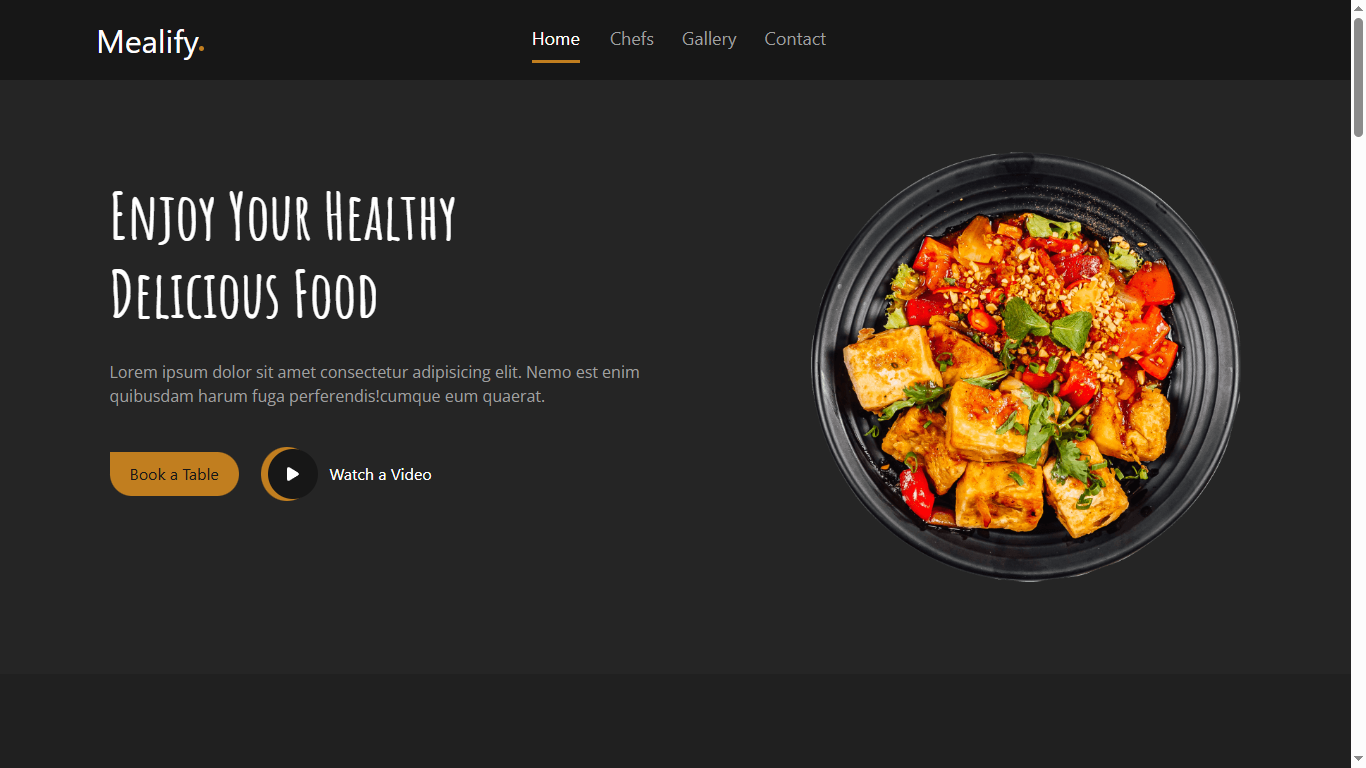 Mealify.
Home Chefs Gallery Contact
Enjoy Your Healthy
Delicious Food
Lorem ipsum dolor sit amet consectetur adipisicing elit. Nemo est enim
quibusdam harum fuga perferendis!cumque eum quaerat.
Book a Table
Watch a Video